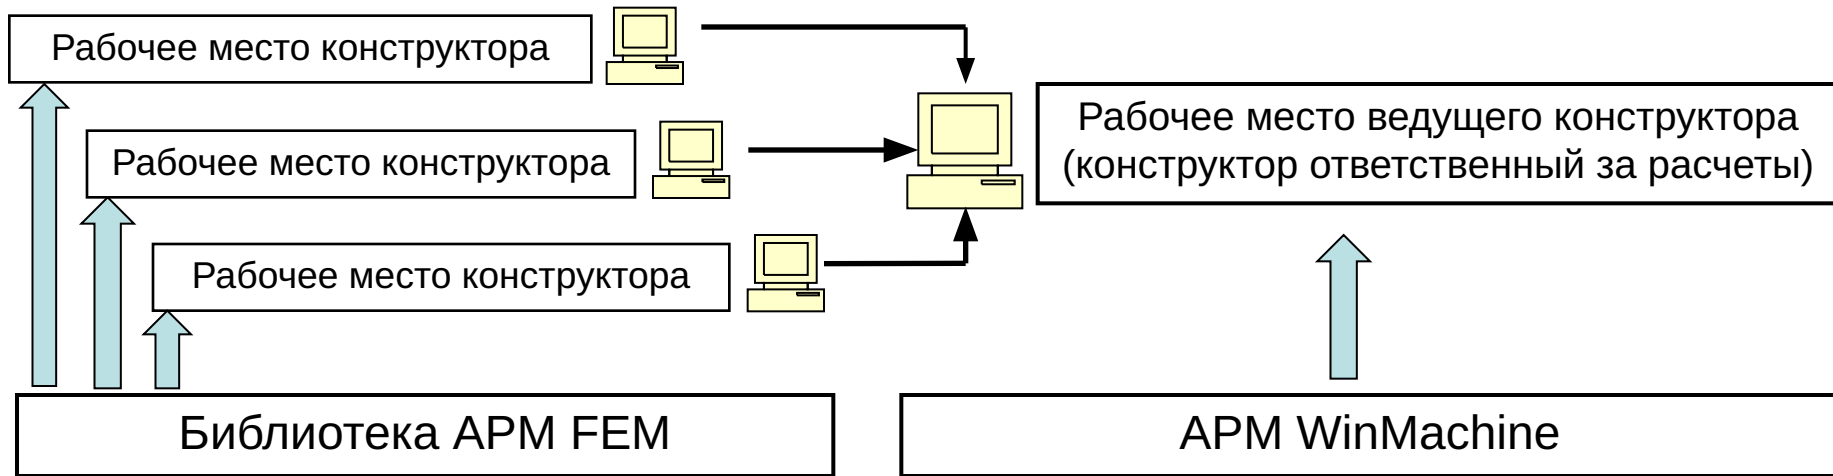 Рабочее место конструктора
Рабочее место ведущего конструктора
(конструктор ответственный за расчеты)
Рабочее место конструктора
Рабочее место конструктора
Библиотека APM FEM
APM WinMachine